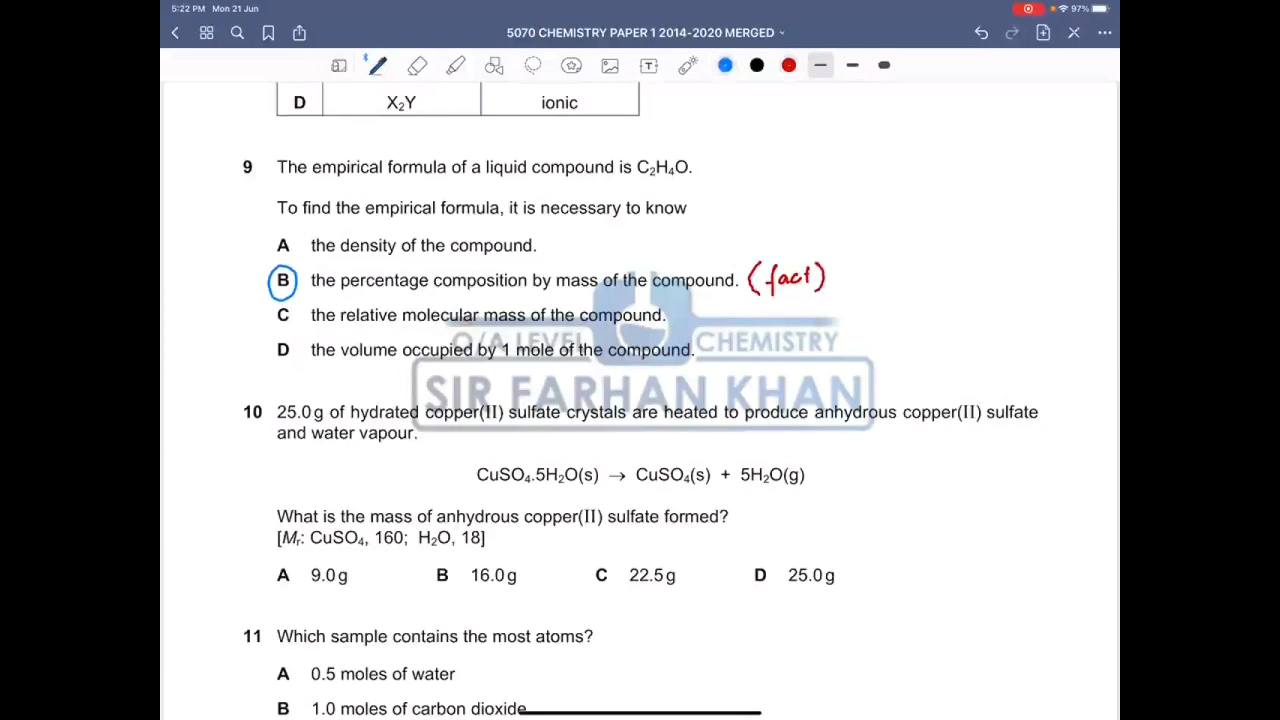 5:22 PM Mon 21 Jun
97%
5070 CHEMISTRY PAPER 1 2014-2020 MERGED
D X₂Y ionic
9 The empirical formula of a liquid compound is C₂H₄O.
To find the empirical formula, it is necessary to know
A the density of the compound.
B the percentage composition by mass of the compound. (fact)
C the relative molecular mass of the compound.
O/A LEVEL CHEMISTRY
D the volume occupied by 1 mole of the compound.
SIR FARHAN KHAN
10 25.0 g of hydrated copper(II) sulfate crystals are heated to produce anhydrous copper(II) sulfate
and water vapour.
CuSO₄.5H₂O(s) → CuSO₄(s) + 5H₂O(g)
What is the mass of anhydrous copper(II) sulfate formed?
[Mᵣ: CuSO₄, 160; H₂O, 18]
A 9.0 g B 16.0 g C 22.5 g D 25.0 g
11 Which sample contains the most atoms?
A 0.5 moles of water
B 1.0 moles of carbon dioxide